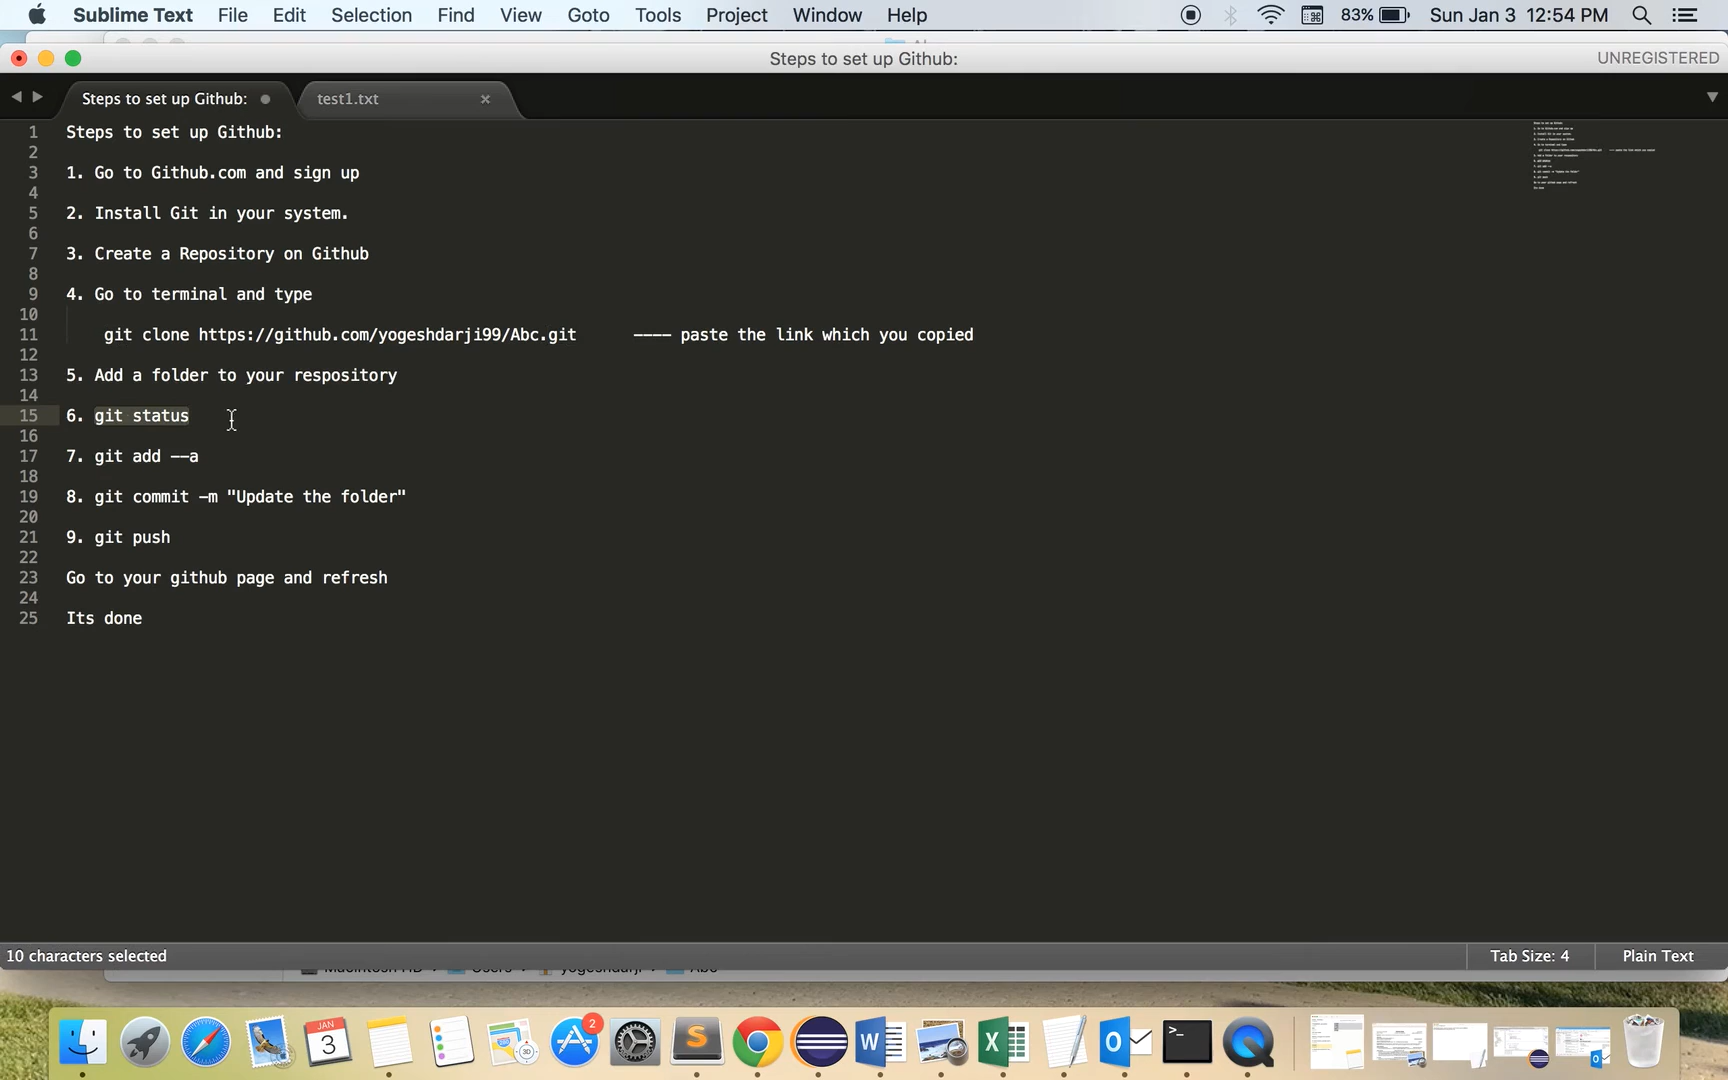 Sublime Text File Edit Selection Find View Goto Tools Project Window Help 83% Sun Jan 3 12:54 PM
Steps to set up Github: UNREGISTERED
Steps to set up Github: test1.txt
1 Steps to set up Github:
2
3 1. Go to Github.com and sign up
4
5 2. Install Git in your system.
6
7 3. Create a Repository on Github
8
9 4. Go to terminal and type
10
11 git clone https://github.com/yogeshdarji99/Abc.git ---- paste the link which you copied
12
13 5. Add a folder to your respository
14
15 6. git status
16
17 7. git add --a
18
19 8. git commit -m "Update the folder"
20
21 9. git push
22
23 Go to your github page and refresh
24
25 Its done
10 characters selected Tab Size: 4 Plain Text
JAN
3
3D
2